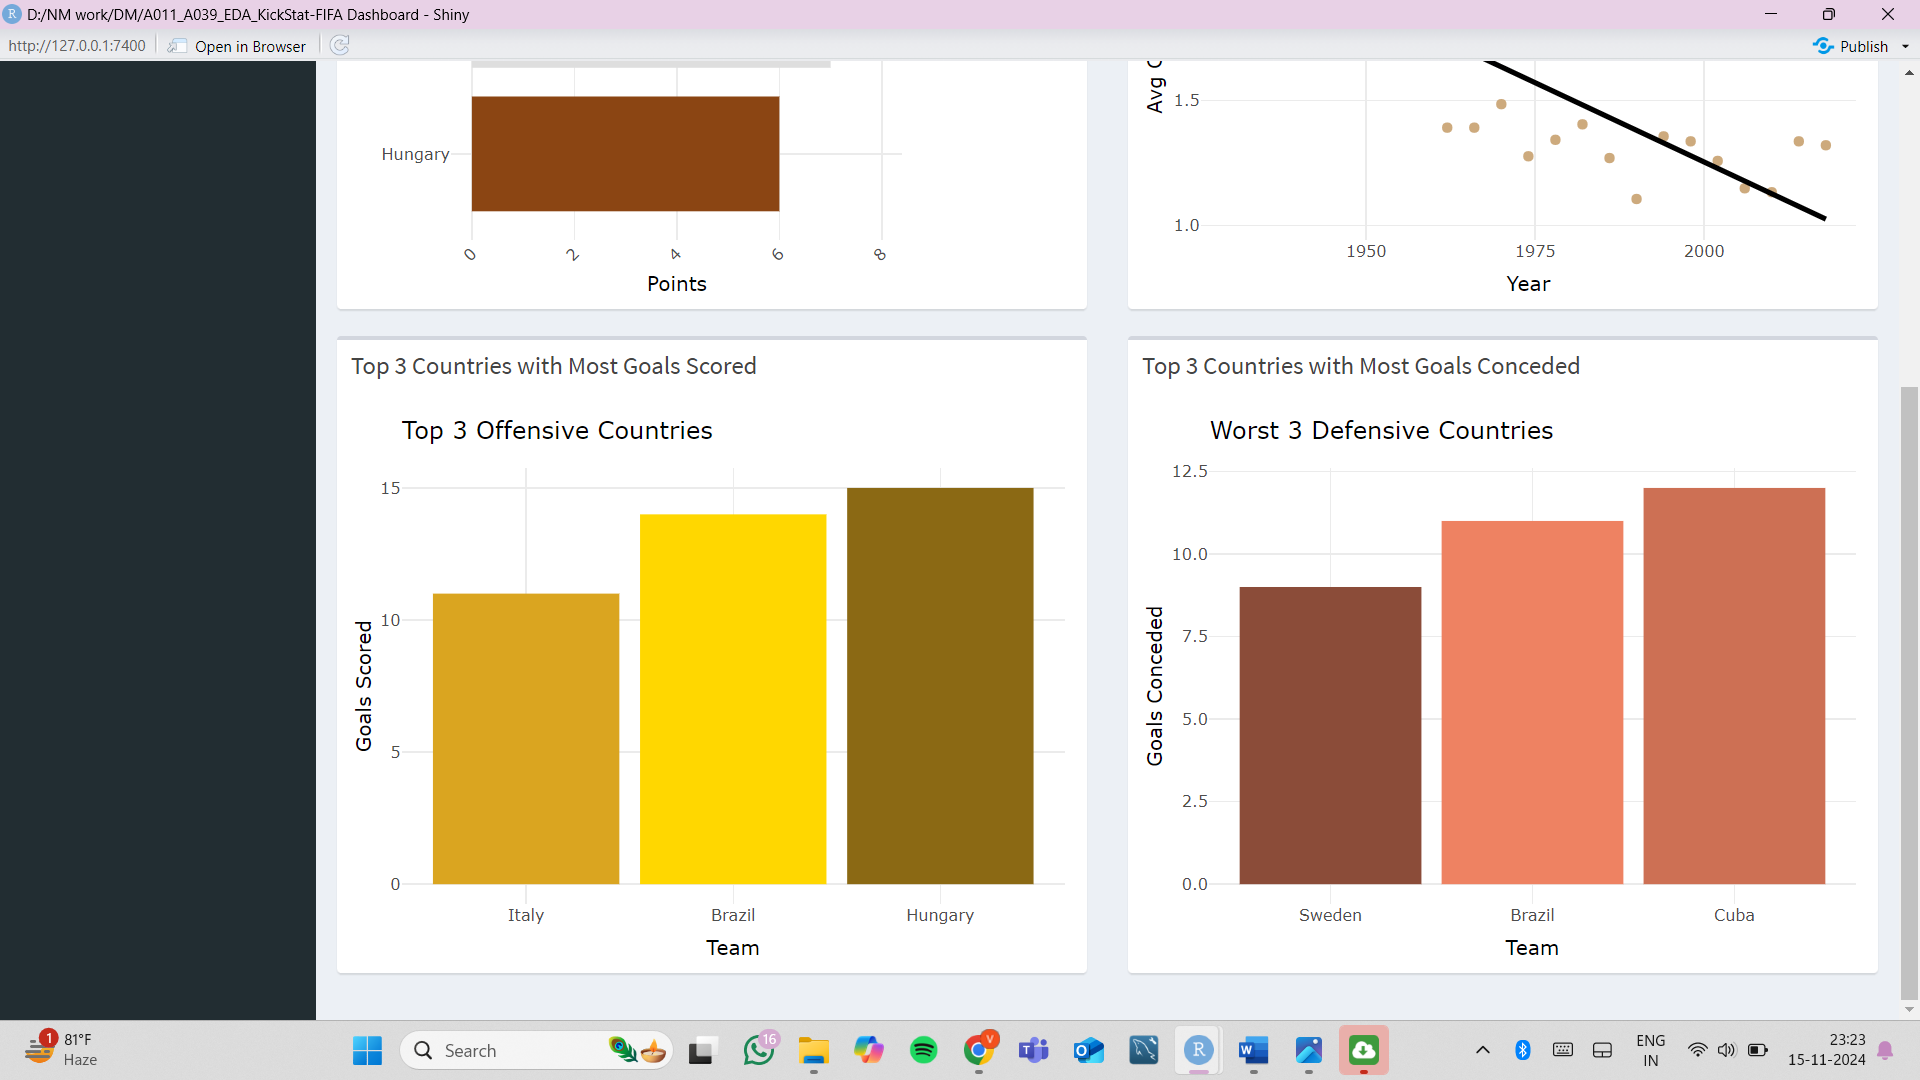 D:/NM work/DM/A011_A039_EDA_KickStat-FIFA Dashboard - Shiny
http://127.0.0.1:7400
Open in Browser
Publish
Hungary
0 2 4 6 8
Points
Avg C
1.5
1.0
1950 1975 2000
Year
Top 3 Countries with Most Goals Scored
Top 3 Offensive Countries
15
10
5
0
Goals Scored
Italy Brazil Hungary
Team
Top 3 Countries with Most Goals Conceded
Worst 3 Defensive Countries
12.5
10.0
7.5
5.0
2.5
0.0
Goals Conceded
Sweden Brazil Cuba
Team
1
81°F
Haze
Search
16
V
R
W
ENG
IN
23:23
15-11-2024